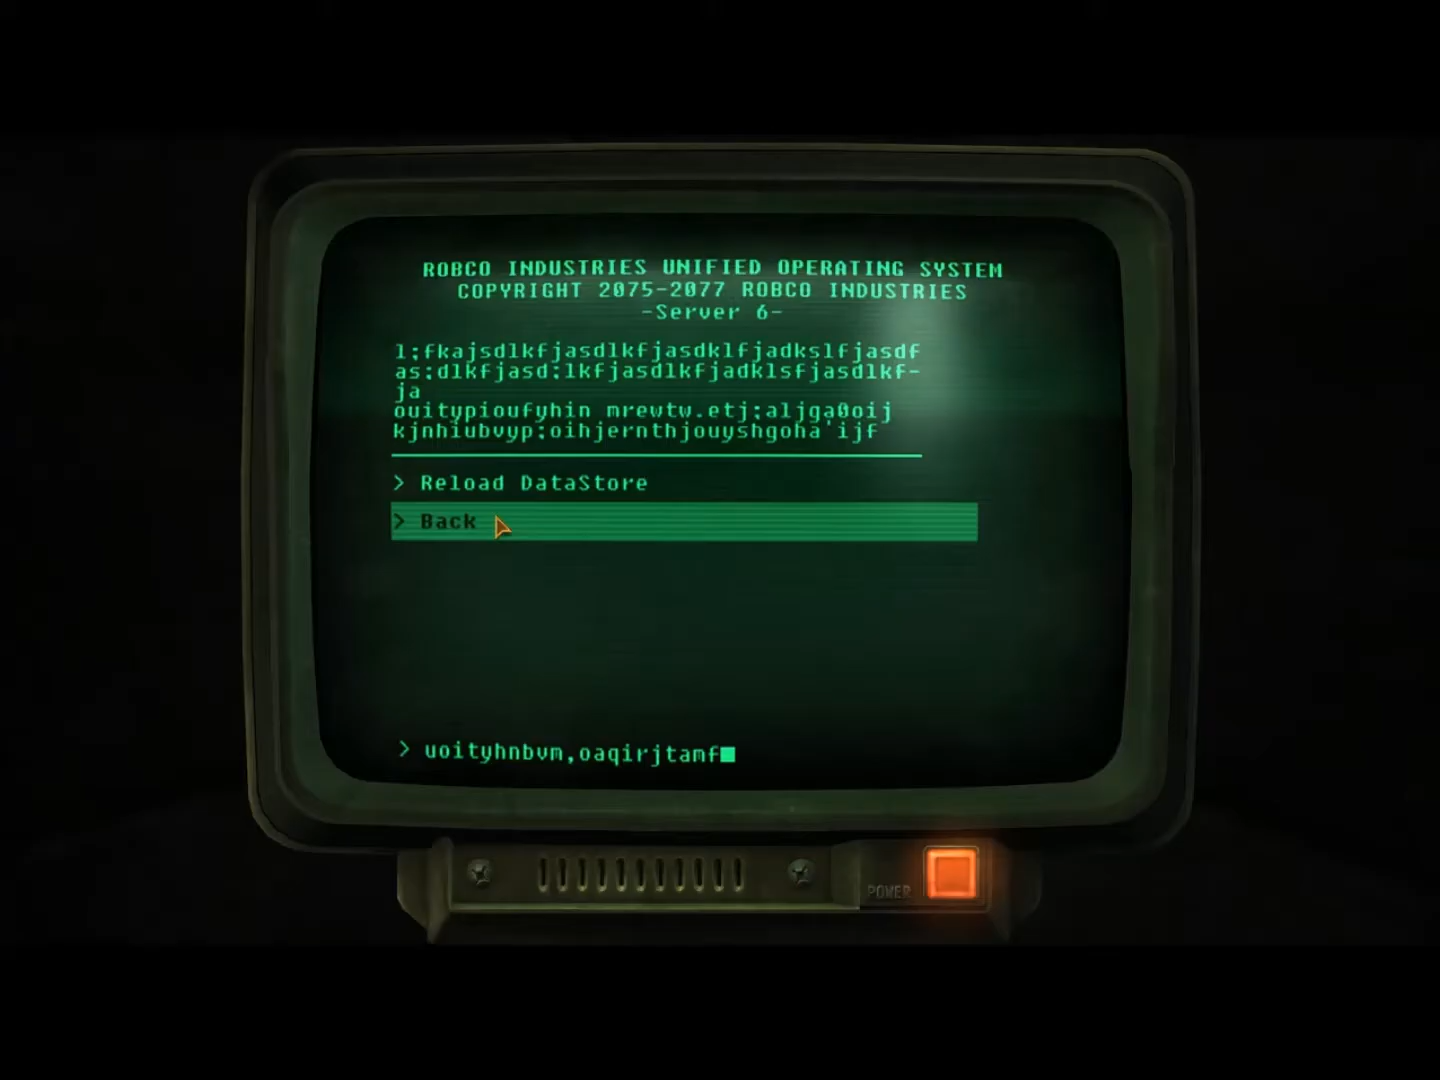 ROBCO INDUSTRIES UNIFIED OPERATING SYSTEM
COPYRIGHT 2075-2077 ROBCO INDUSTRIES
-Server 6-
l;fkajsdlkfjasdlkfjasdklfjadkslfjasdf
as;dlkfjasd;lkfjasdlkfjadklsfjasdlkf-
ja
ouitypioufyhin mrewtw.etj;aljga0oij
kjnhiubvyp;oihjernthjouyshgoha'ijf
> Reload DataStore
> Back
> uoityhnbvm,oaqirjtamf
POWER